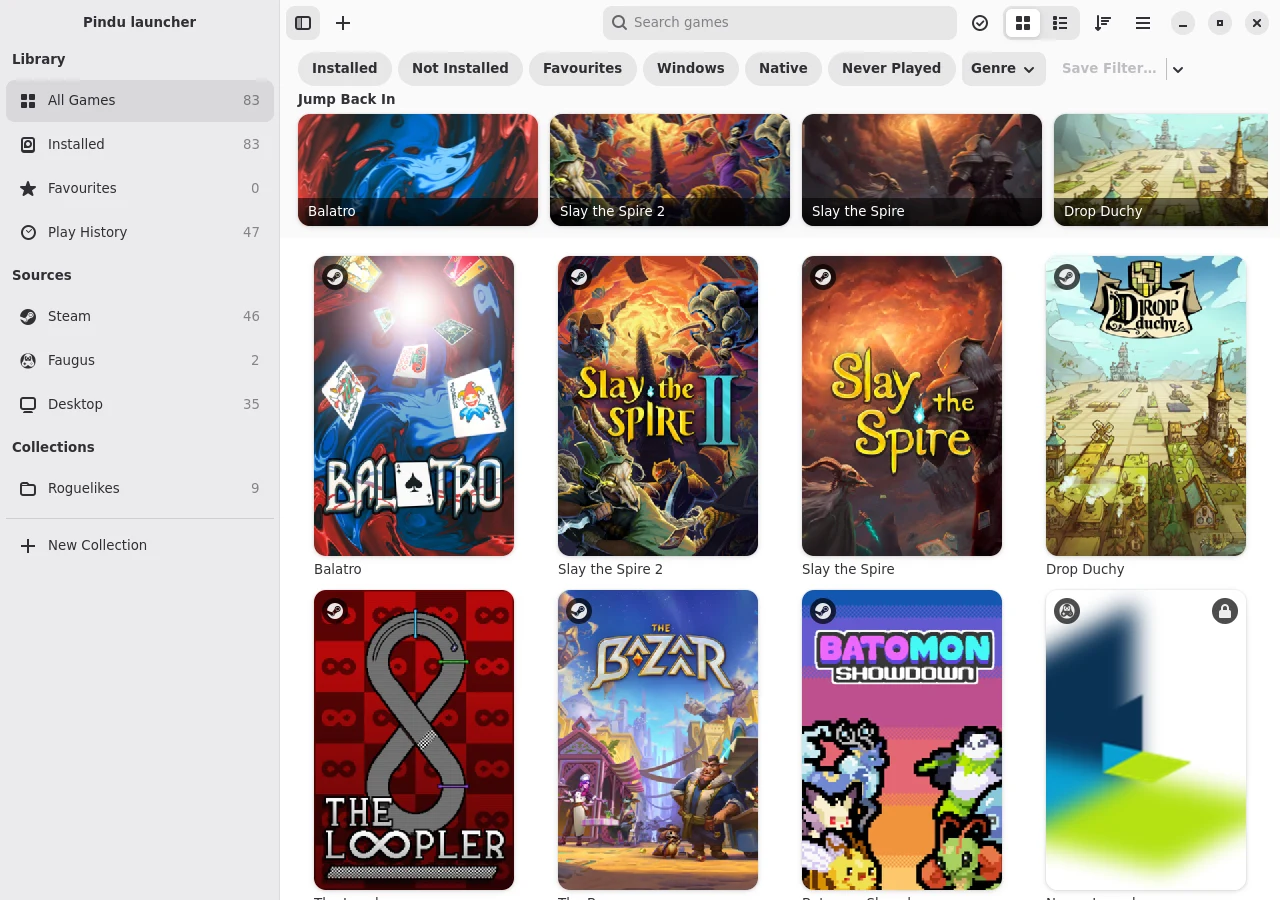 Pindu launcher
Search games
Library
All Games 83
Installed 83
Favourites 0
Play History 47
Sources
Steam 46
Faugus 2
Desktop 35
Collections
Roguelikes 9
New Collection
Installed Not Installed Favourites Windows Native Never Played Genre Save Filter...
Jump Back In
Balatro Slay the Spire 2 Slay the Spire Drop Duchy
BALATRO
Slay the
SPIRE II
Slay
the
Spire
DROP
duchy
Balatro Slay the Spire 2 Slay the Spire Drop Duchy
THE
LOOPLER
THE
BAZAAR
BATOMON
SHOWDOWN